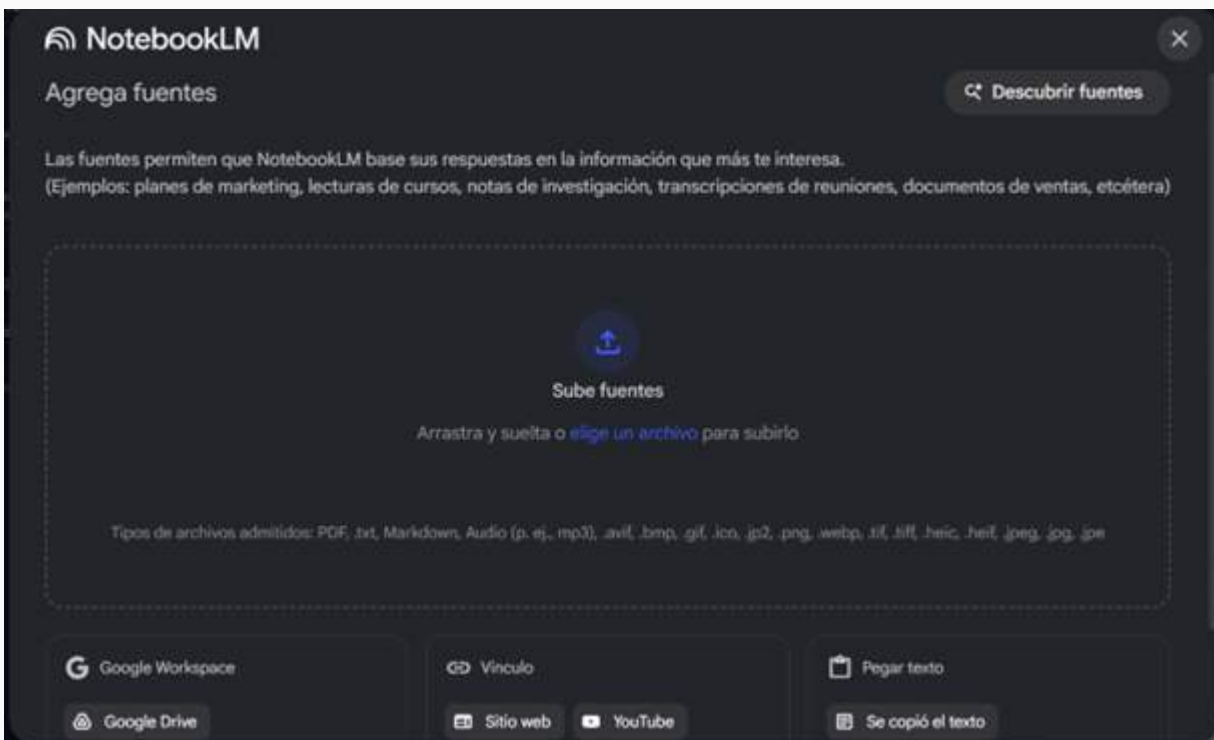 NotebookLM
Agrega fuentes
Descubrir fuentes
Las fuentes permiten que NotebookLM base sus respuestas en la información que más te interesa.
(Ejemplos: planes de marketing, lecturas de cursos, notas de investigación, transcripciones de reuniones, documentos de ventas, etcétera)
Sube fuentes
Arrastra y suelta o elige un archivo para subirlo
Tipos de archivos admitidos: PDF, .txt, Markdown, Audio (p. ej., mp3), .avif, .bmp, .gif, .ico, .jp2, .png, .webp, .tif, .tiff, .heic, .heif, .jpeg, .jpg, .jpe
Google Workspace
Vínculo
Pegar texto
Google Drive
Sitio web
YouTube
Se copió el texto